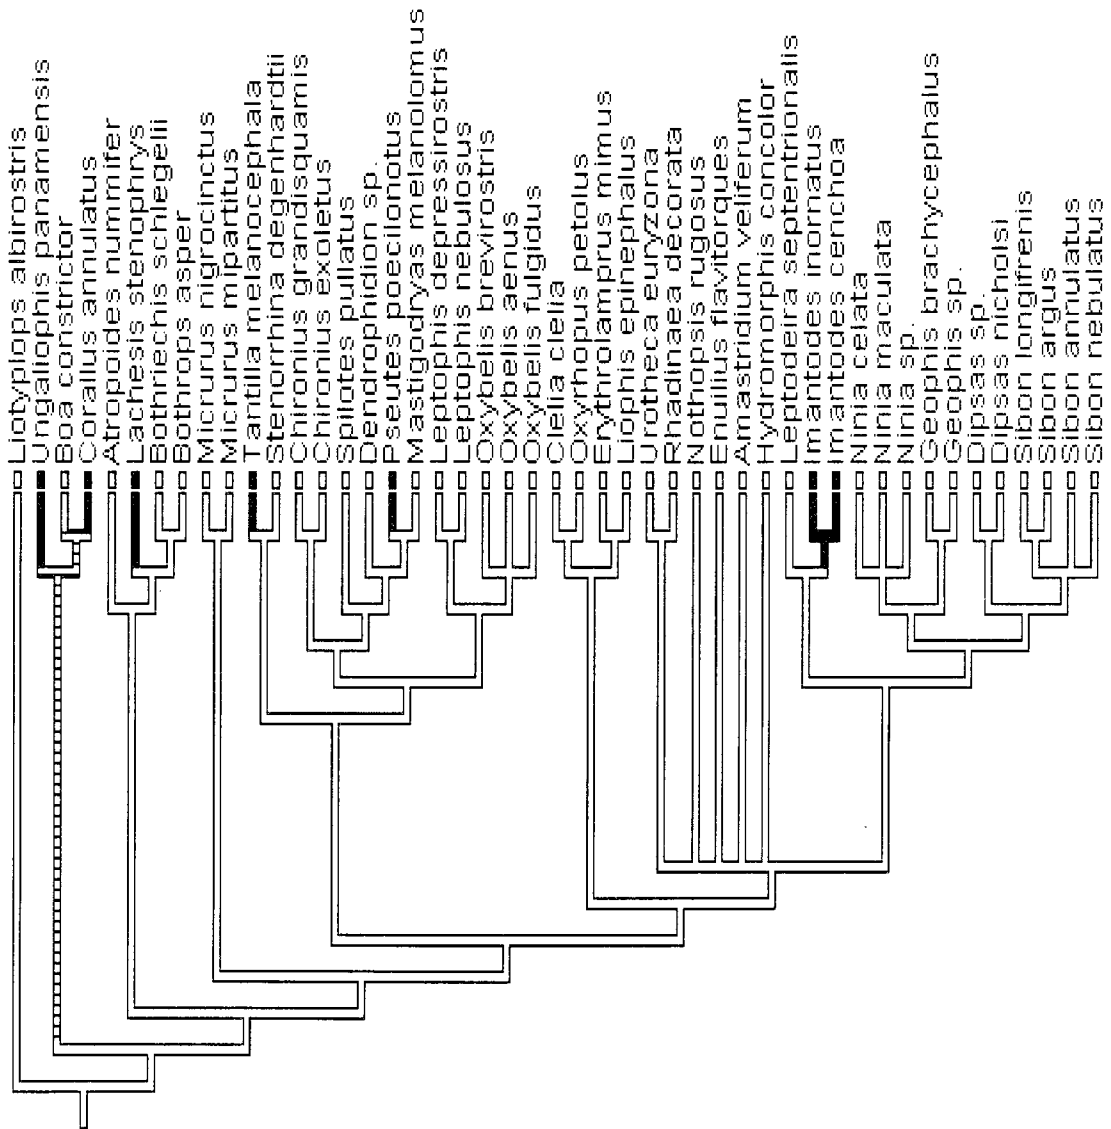 Liotyplops albirostris
Ungaliophis panamensis
Boa constrictor
Corallus annulatus
Atropoides nummifer
Lachesis stenophrys
Bothriechis schlegelii
Bothrops asper
Micrurus nigrocinctus
Micrurus mipartitus
Tantilla melanocephala
Stenorrhina degenhardtii
Chironius grandisquamis
Chironius exoletus
Spilotes pullatus
Dendrophidion sp.
Pseutes poecilonotus
Mastigodryas melanolomus
Leptophis depressirostris
Leptophis nebulosus
Oxybelis brevirostris
Oxybelis aenus
Oxybelis fulgidus
Clelia clelia
Oxyrhopus petolus
Erythrolamprus mimus
Liophis epinephalus
Urotheca euryzona
Rhadinaea decorata
Nothopsis rugosus
Enullius flavitorques
Amastridium veliferum
Hydromorphis concolor
Leptodeira septentrionalis
Imantodes inornatus
Imantodes cenchoa
Ninia celata
Ninia maculata
Ninia sp.
Geophis brachycephalus
Geophis sp.
Dipsas sp.
Dipsas nicholsi
Sibon longifrenis
Sibon argus
Sibon annulatus
Sibon nebulatus